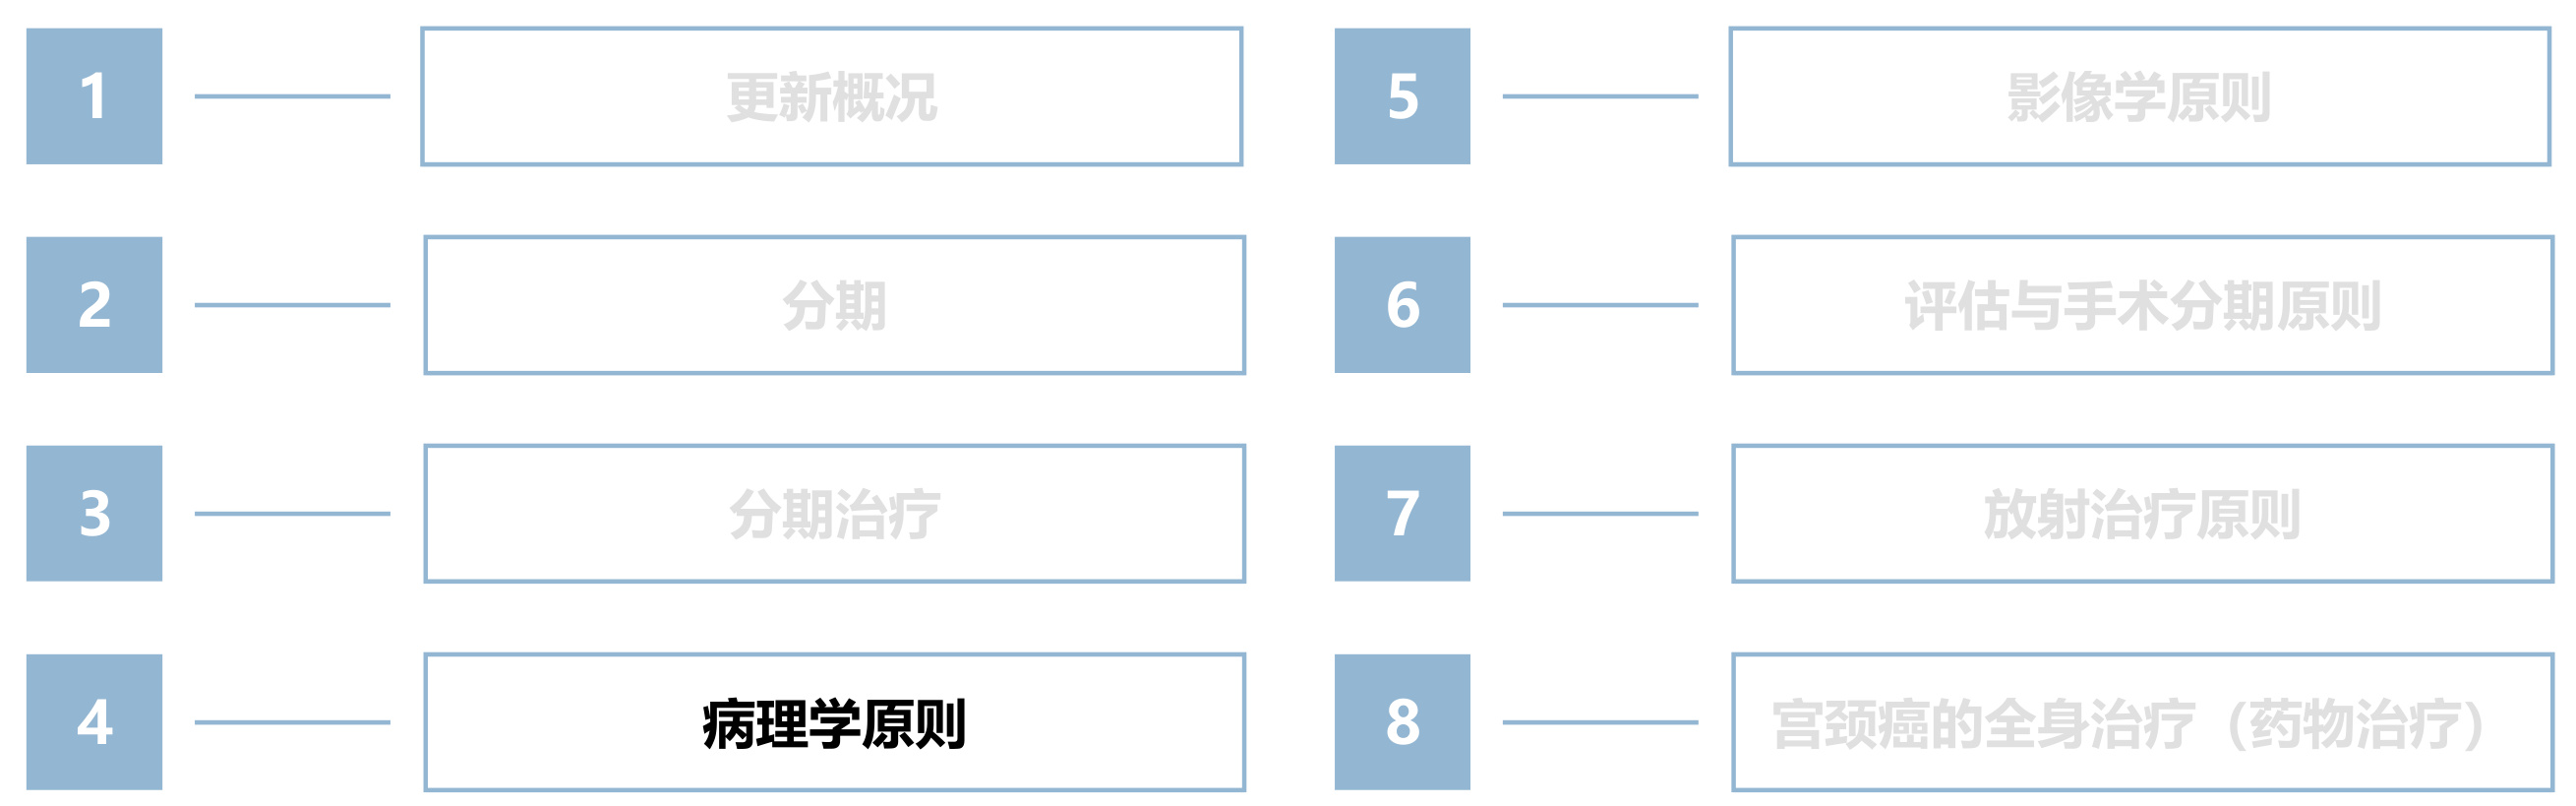 1
更新概况
2
分期
3
分期治疗
4
病理学原则
5
影像学原则
6
评估与手术分期原则
7
放射治疗原则
8
宫颈癌的全身治疗（药物治疗）